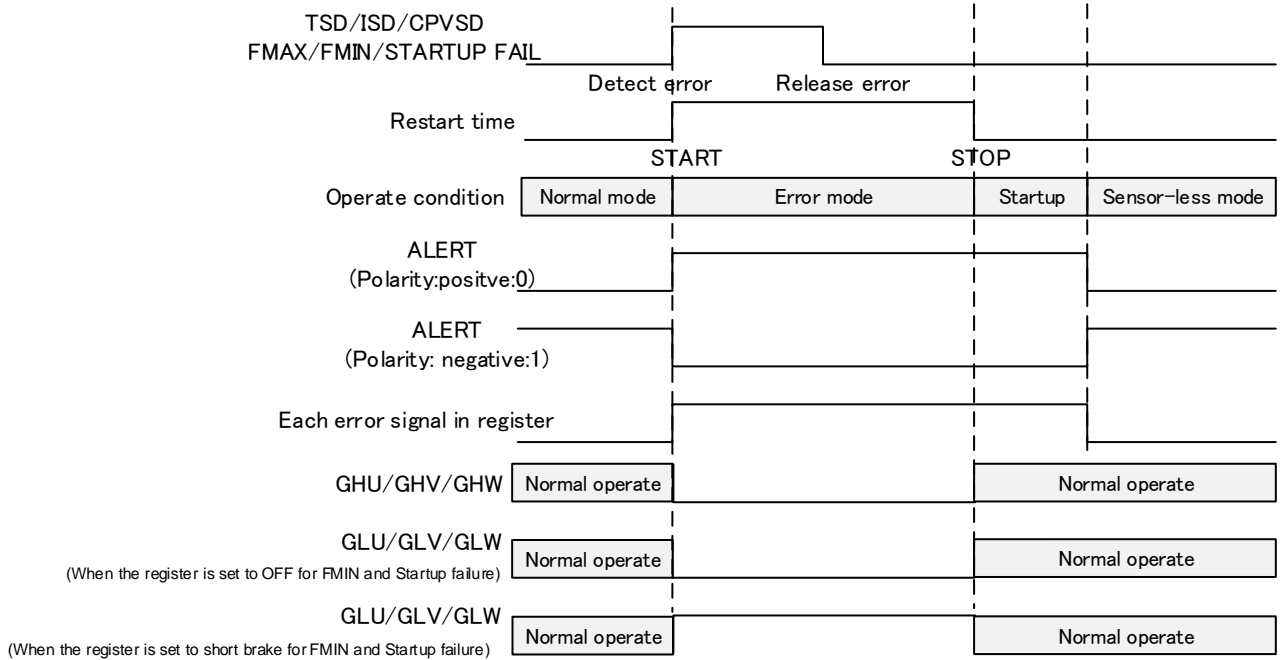 TSD/ISD/CPVSD
FMAX/FMIN/STARTUP FAIL
Detect error
Release error
Restart time
START
STOP
Operate condition
Normal mode
Error mode
Startup
Sensor-less mode
ALERT
(Polarity:positve:0)
ALERT
(Polarity: negative:1)
Each error signal in register
GHU/GHV/GHW
Normal operate
Normal operate
GLU/GLV/GLW
(When the register is set to OFF for FMIN and Startup failure)
Normal operate
Normal operate
GLU/GLV/GLW
(When the register is set to short brake for FMIN and Startup failure)
Normal operate
Normal operate